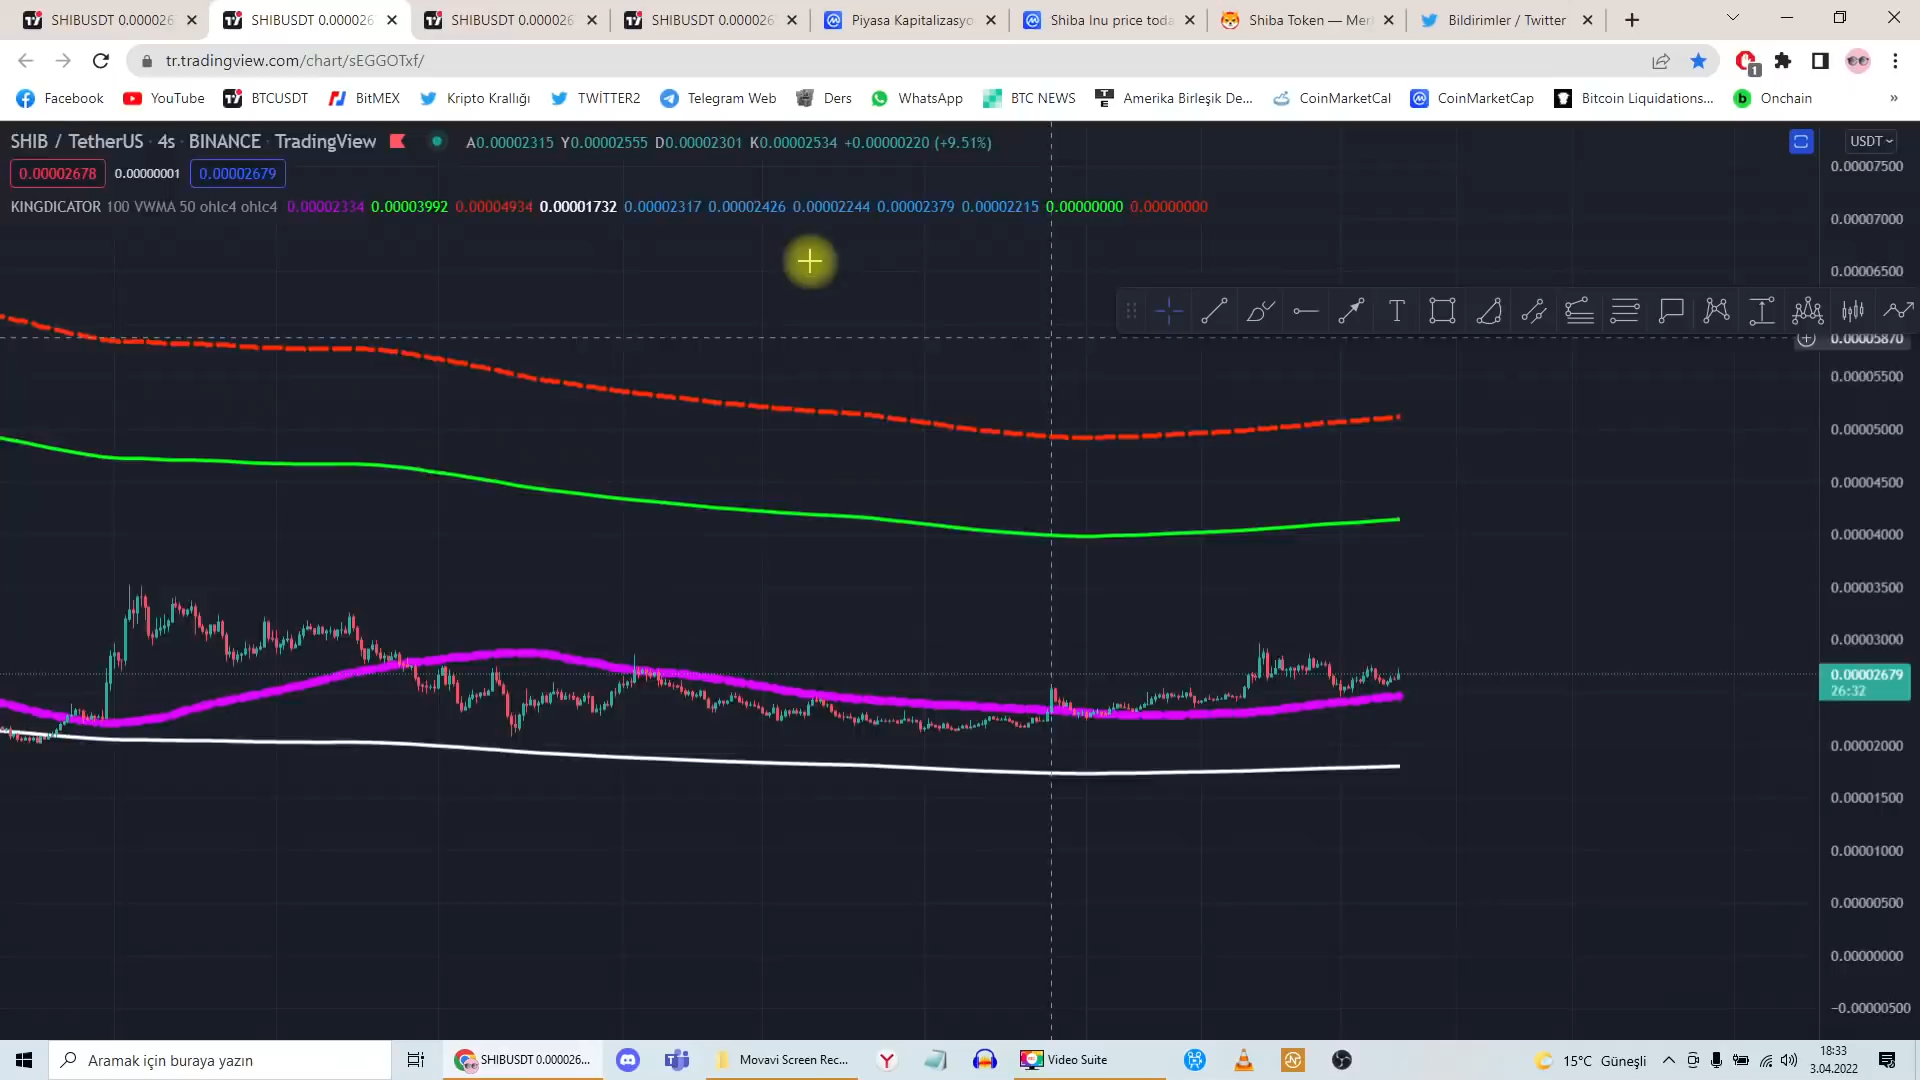 SHIBUSDT 0.000026 SHIBUSDT 0.000026 SHIBUSDT 0.000026 SHIBUSDT 0.000026 Piyasa Kapitalizasyo Shiba Inu price toda Shiba Token — Mer Bildirimler / Twitter
tr.tradingview.com/chart/sEGGOTxf/
1
Facebook YouTube BTCUSDT BitMEX Kripto Krallığı TWİTTER2 Telegram Web Ders WhatsApp BTC NEWS Amerika Birleşik De... CoinMarketCal CoinMarketCap Bitcoin Liquidations... Onchain »
SHIB / TetherUS · 4s · BINANCE · TradingView A0.00002315 Y0.00002555 D0.00002301 K0.00002534 +0.00000220 (+9.51%)
USDT
0.00002678 0.00000001 0.00002679
KINGDICATOR 100 VWMA 50 ohlc4 ohlc4 0.00002334 0.00003992 0.00004934 0.00001732 0.00002317 0.00002426 0.00002244 0.00002379 0.00002215 0.00000000 0.00000000
0.00007500
0.00007000
0.00006500
0.00005870
0.00005500
0.00005000
0.00004500
0.00004000
0.00003500
0.00003000
0.00002679
26:32
0.00002000
0.00001500
0.00001000
0.00000500
0.00000000
−0.00000500
Aramak için buraya yazın
SHIBUSDT 0.000026... Movavi Screen Rec... Video Suite
15°C Güneşli
18:33
3.04.2022